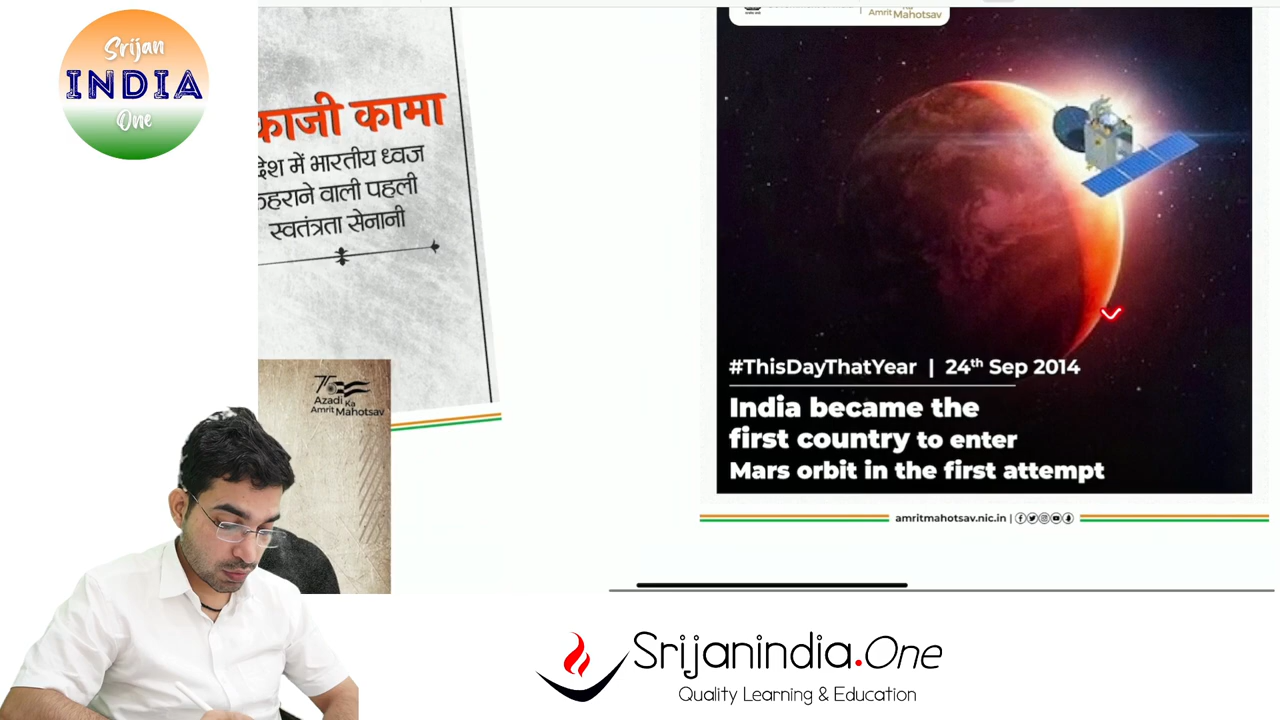 Srijan
INDIA
One
काजी कामा
में भारतीय ध्वज
वाली पहली
स्वतंत्रता सेनानी
75
Azadi
Ka
Amrit Mahotsav
Amrit Mahotsav
#ThisDayThatYear | 24th Sep 2014
India became the
first country to enter
Mars orbit in the first attempt
amritmahotsav.nic.in |
Srijanindia.One
Quality Learning & Education